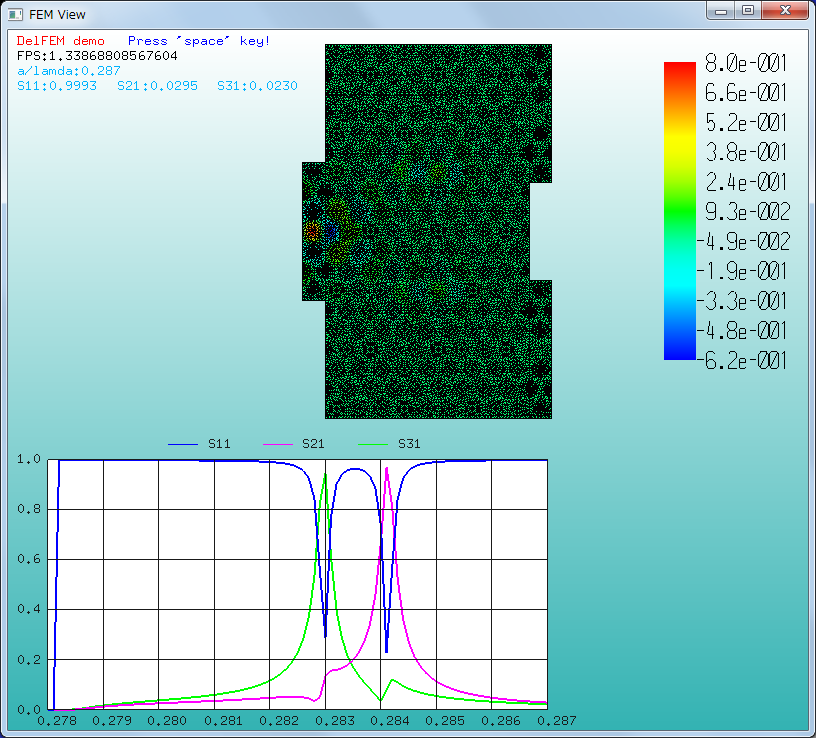 FEM View
DelFEM demo Press 'space' key!
FPS:1.33868808567604
a/lamda:0.287
S11:0.9993 S21:0.0295 S31:0.0230
8.0e-001
6.6e-001
5.2e-001
3.8e-001
2.4e-001
9.3e-002
-4.9e-002
-1.9e-001
-3.3e-001
-4.8e-001
-6.2e-001
S11 S21 S31
1.0
0.8
0.6
0.4
0.2
0.0
0.278 0.279 0.280 0.281 0.282 0.283 0.284 0.285 0.286 0.287